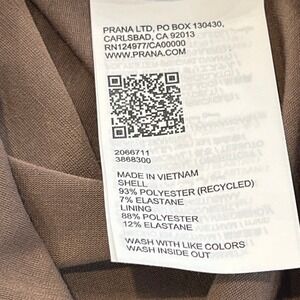 PRANA LTD, PO BOX 130430,
CARLSBAD, CA 92013
RN124977/CA00000
WWW.PRANA.COM
2066711
3868300
MADE IN VIETNAM
SHELL
93% POLYESTER (RECYCLED)
7% ELASTANE
LINING
88% POLYESTER
12% ELASTANE
WASH WITH LIKE COLORS
WASH INSIDE OUT